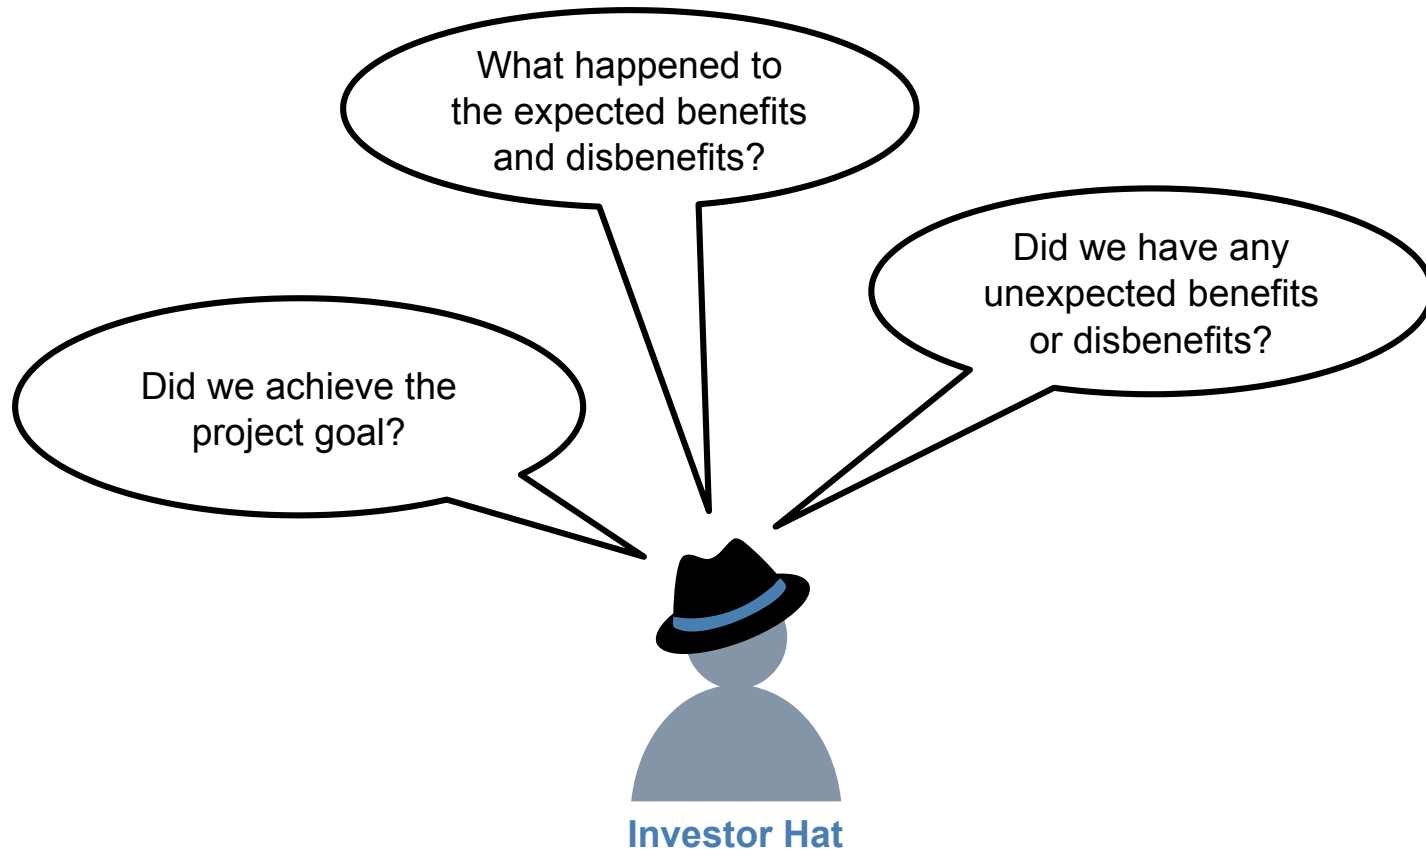 What happened to
the expected benefits
and disbenefits?
Did we have any
unexpected benefits
or disbenefits?
Did we achieve the
project goal?
Investor Hat